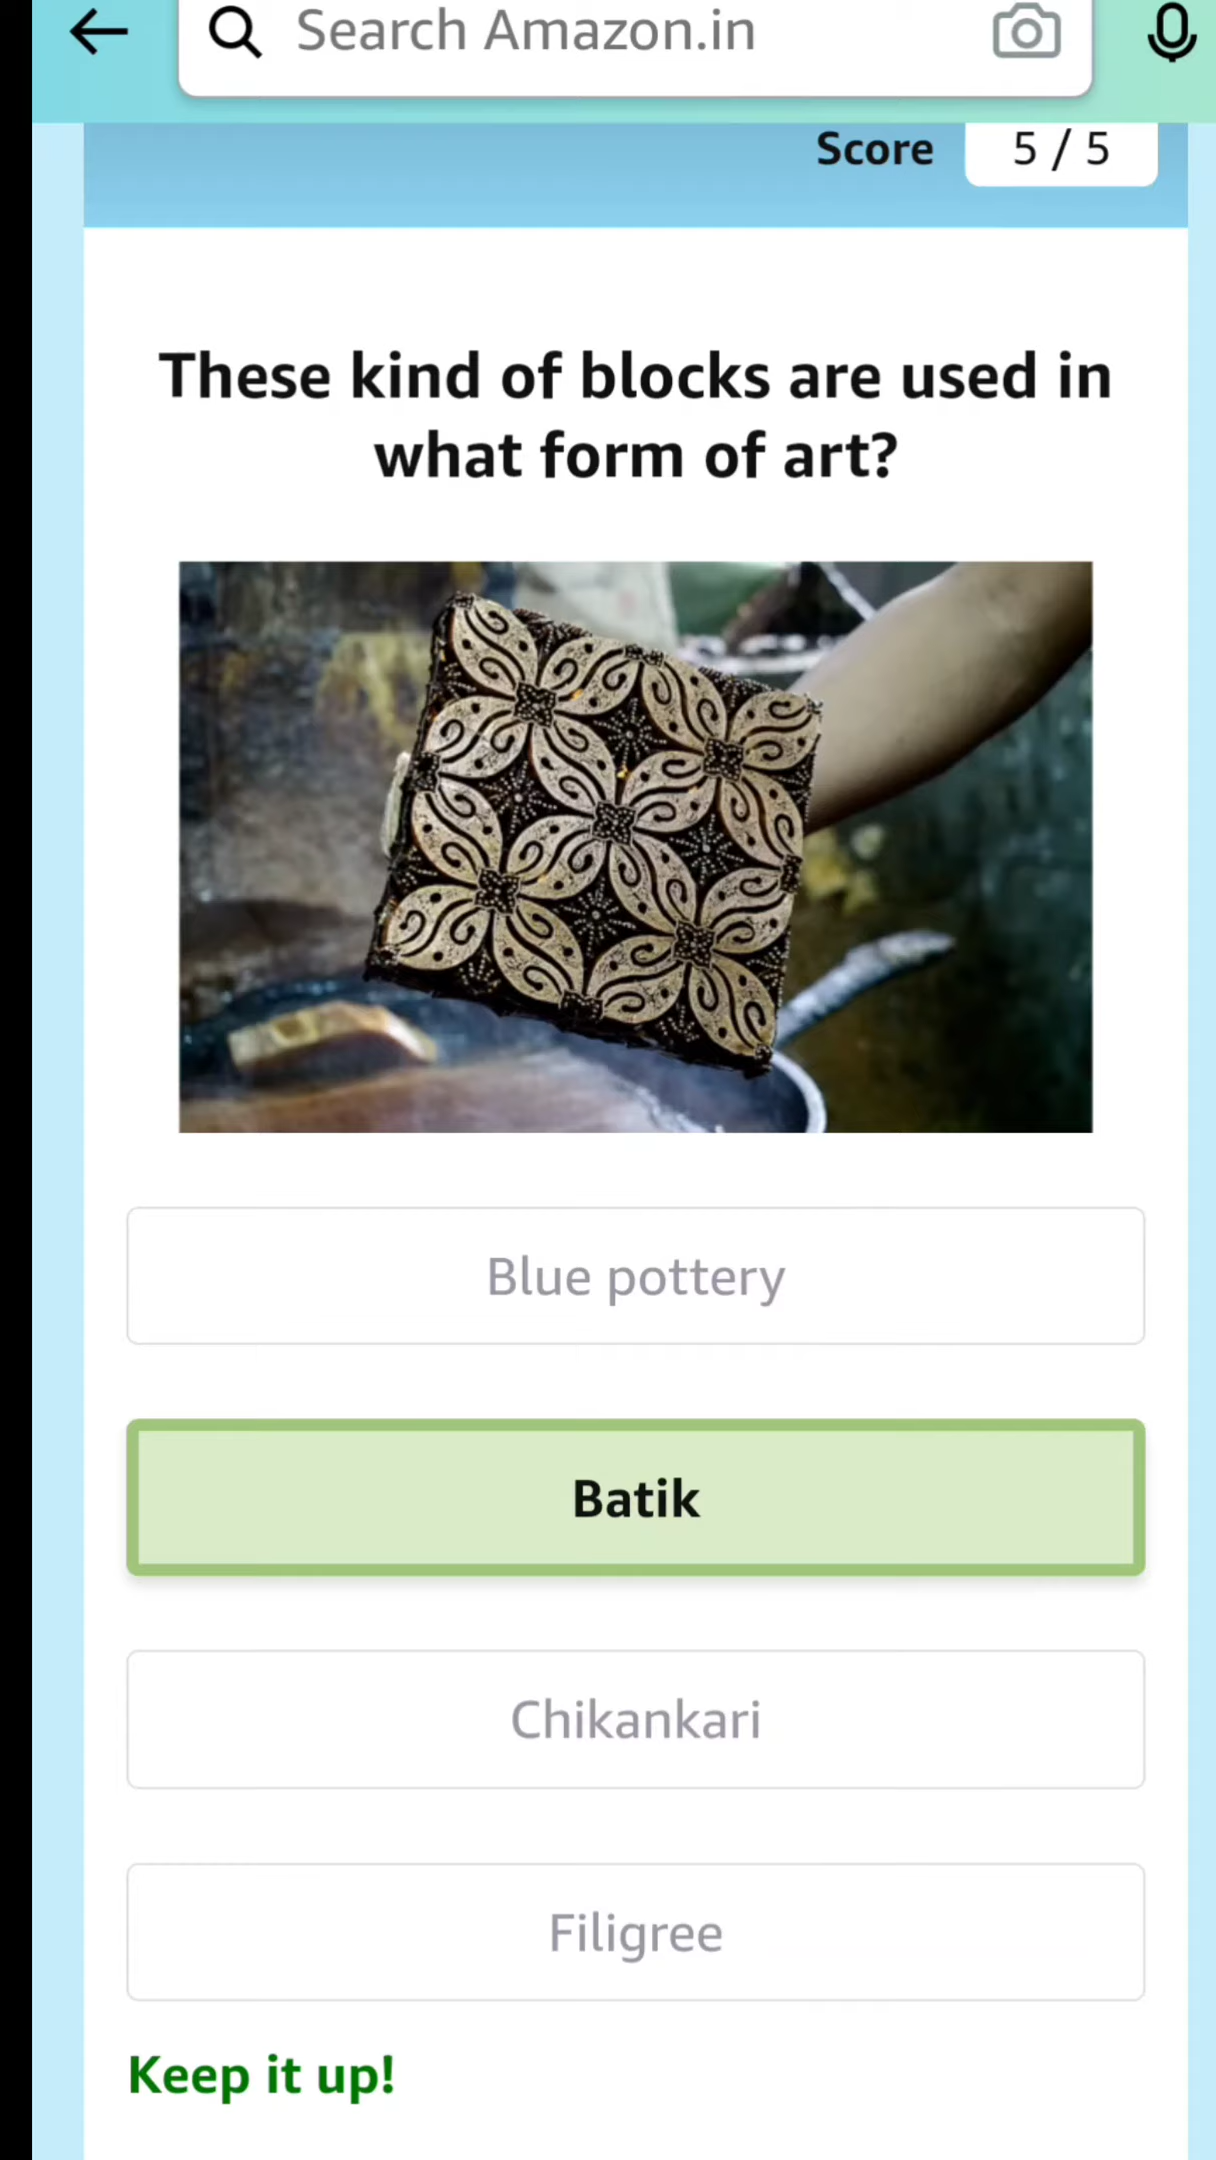 Search Amazon.in
Score 5 / 5
These kind of blocks are used in
what form of art?
Blue pottery
Batik
Chikankari
Filigree
Keep it up!